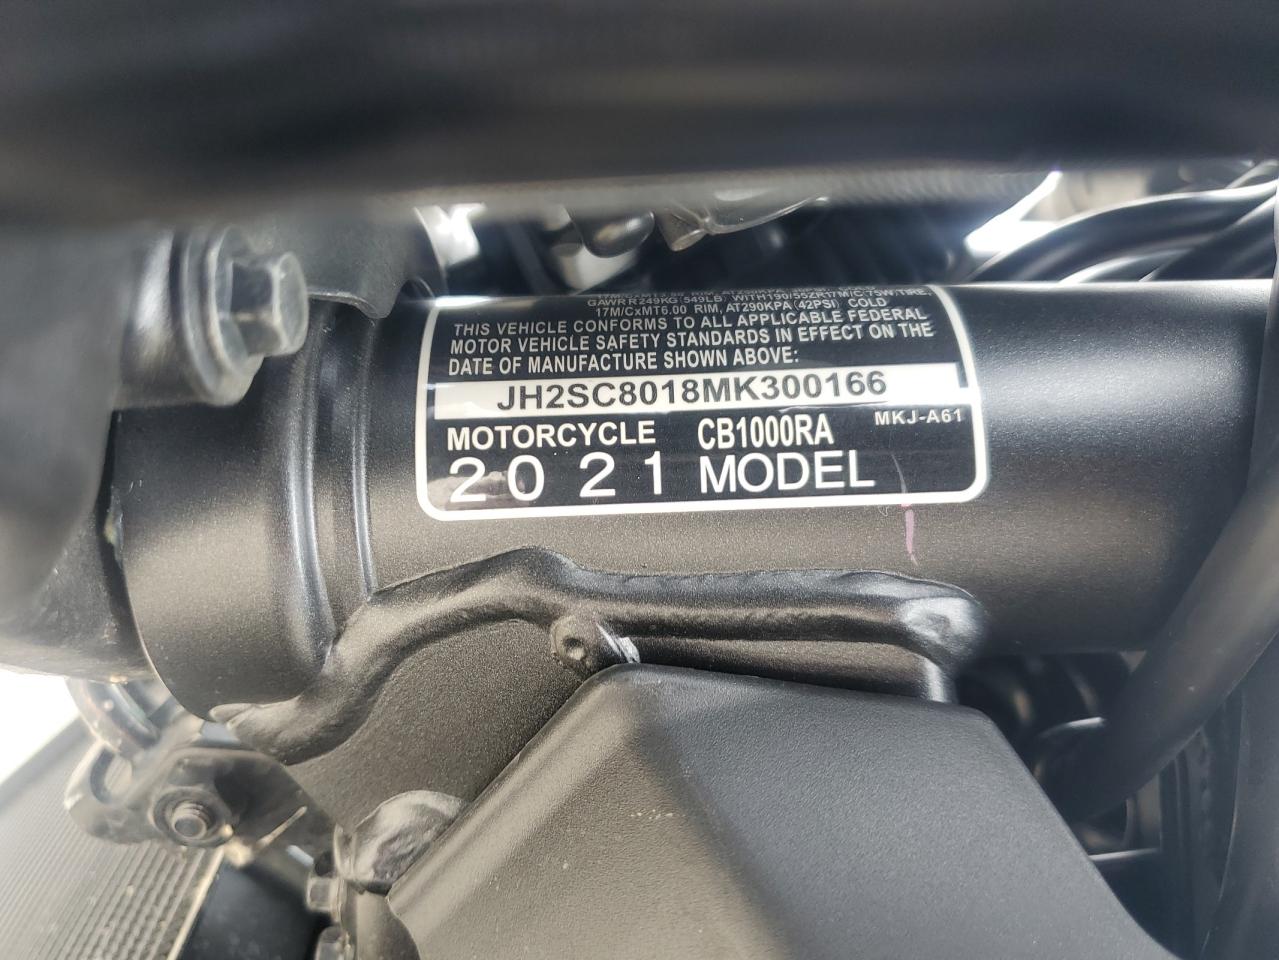 GAWR R249KG(549LB) WITH190/55ZR17M/C 75W TIRE,
17M/CxMT6.00 RIM, AT290KPA (42PSI) COLD
THIS VEHICLE CONFORMS TO ALL APPLICABLE FEDERAL
MOTOR VEHICLE SAFETY STANDARDS IN EFFECT ON THE
DATE OF MANUFACTURE SHOWN ABOVE:
JH2SC8018MK300166
MOTORCYCLE CB1000RA MKJ-A61
2021 MODEL